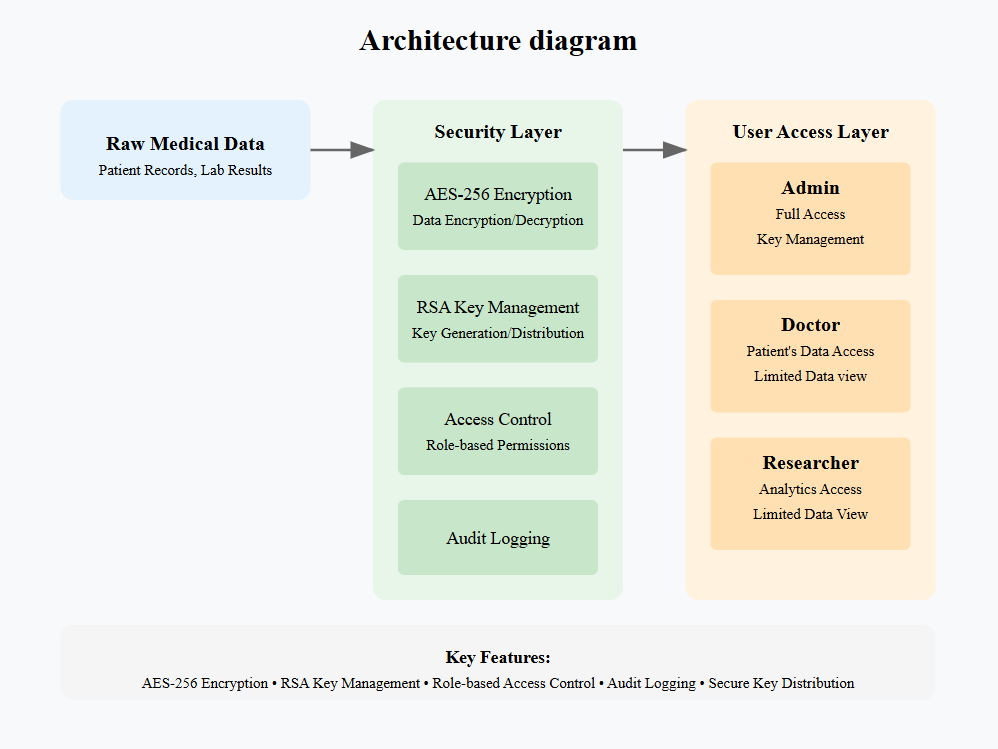 Architecture diagram
Raw Medical Data
Patient Records, Lab Results
Security Layer
AES-256 Encryption
Data Encryption/Decryption
RSA Key Management
Key Generation/Distribution
Access Control
Role-based Permissions
Audit Logging
User Access Layer
Admin
Full Access
Key Management
Doctor
Patient's Data Access
Limited Data view
Researcher
Analytics Access
Limited Data View
Key Features:
AES-256 Encryption • RSA Key Management • Role-based Access Control • Audit Logging • Secure Key Distribution